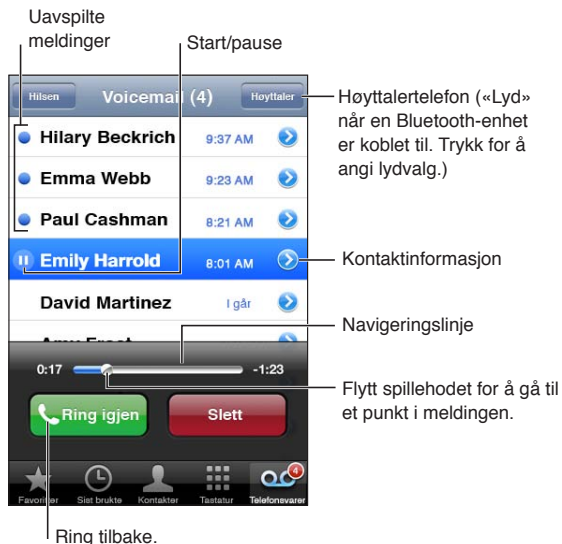 Uavspilte
meldinger
Start/pause
Hilsen
Voicemail (4)
Høyttaler
Høyttalertelefon («Lyd»
når en Bluetooth-enhet
er koblet til. Trykk for å
angi lydvalg.)
Hilary Beckrich 9:37 AM
Emma Webb 9:23 AM
Paul Cashman 8:21 AM
Emily Harrold 8:01 AM
Kontaktinformasjon
David Martinez I går
Navigeringslinje
0:17 -1:23
Flytt spillehodet for å gå til
et punkt i meldingen.
Ring igjen Slett
4
Favoritter Sist brukte Kontakter Tastatur Telefonsvarer
Ring tilbake.